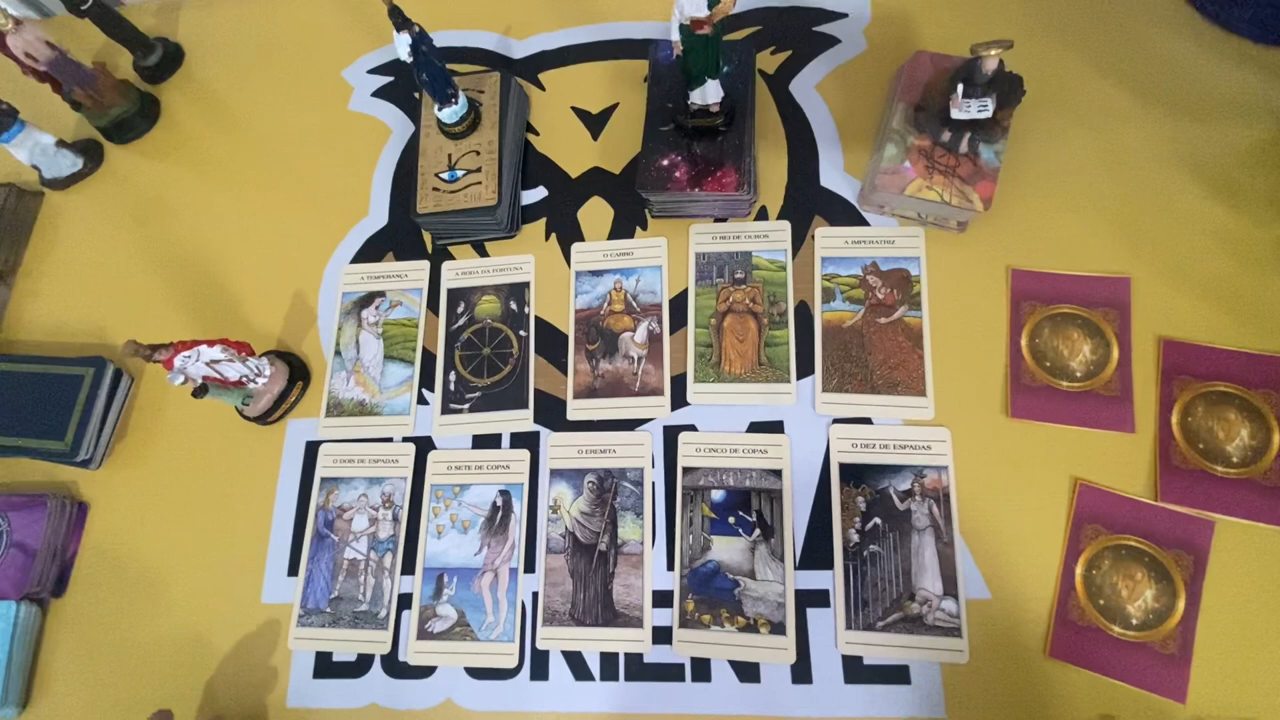 A TEMPERANÇA
A RODA DA FORTUNA
O CARRO
O REI DE OUROS
A IMPERATRIZ
O DOIS DE ESPADAS
O SETE DE COPAS
O EREMITA
O CINCO DE COPAS
O DEZ DE ESPADAS
DO ORIENTE